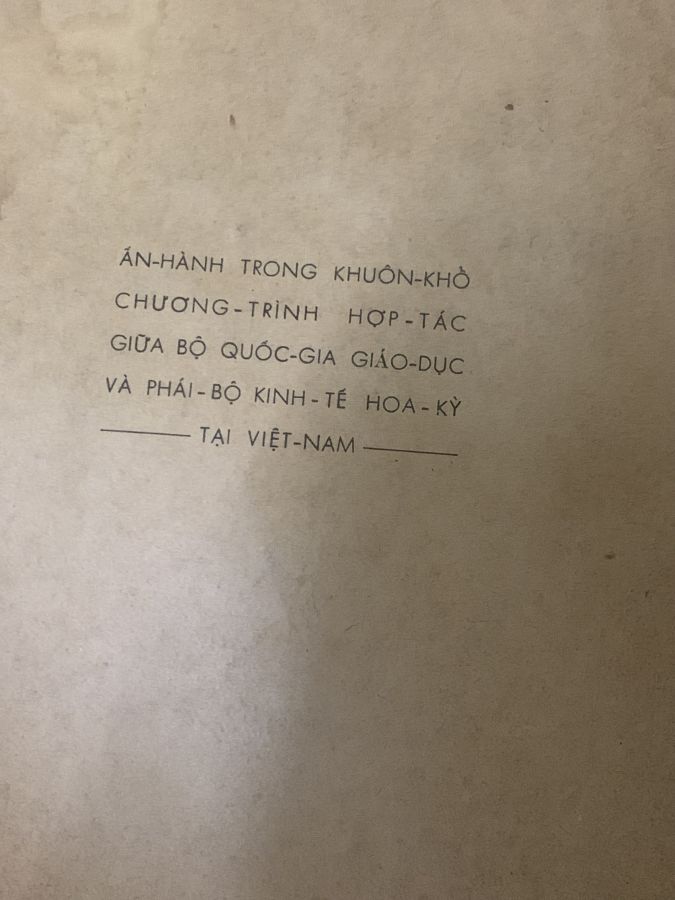 ẤN-HÀNH TRONG KHUÔN-KHỔ
CHƯƠNG-TRÌNH HỢP-TÁC
GIỮA BỘ QUỐC-GIA GIÁO-DỤC
VÀ PHÁI-BỘ KINH-TẾ HOA-KỲ
TẠI VIỆT-NAM